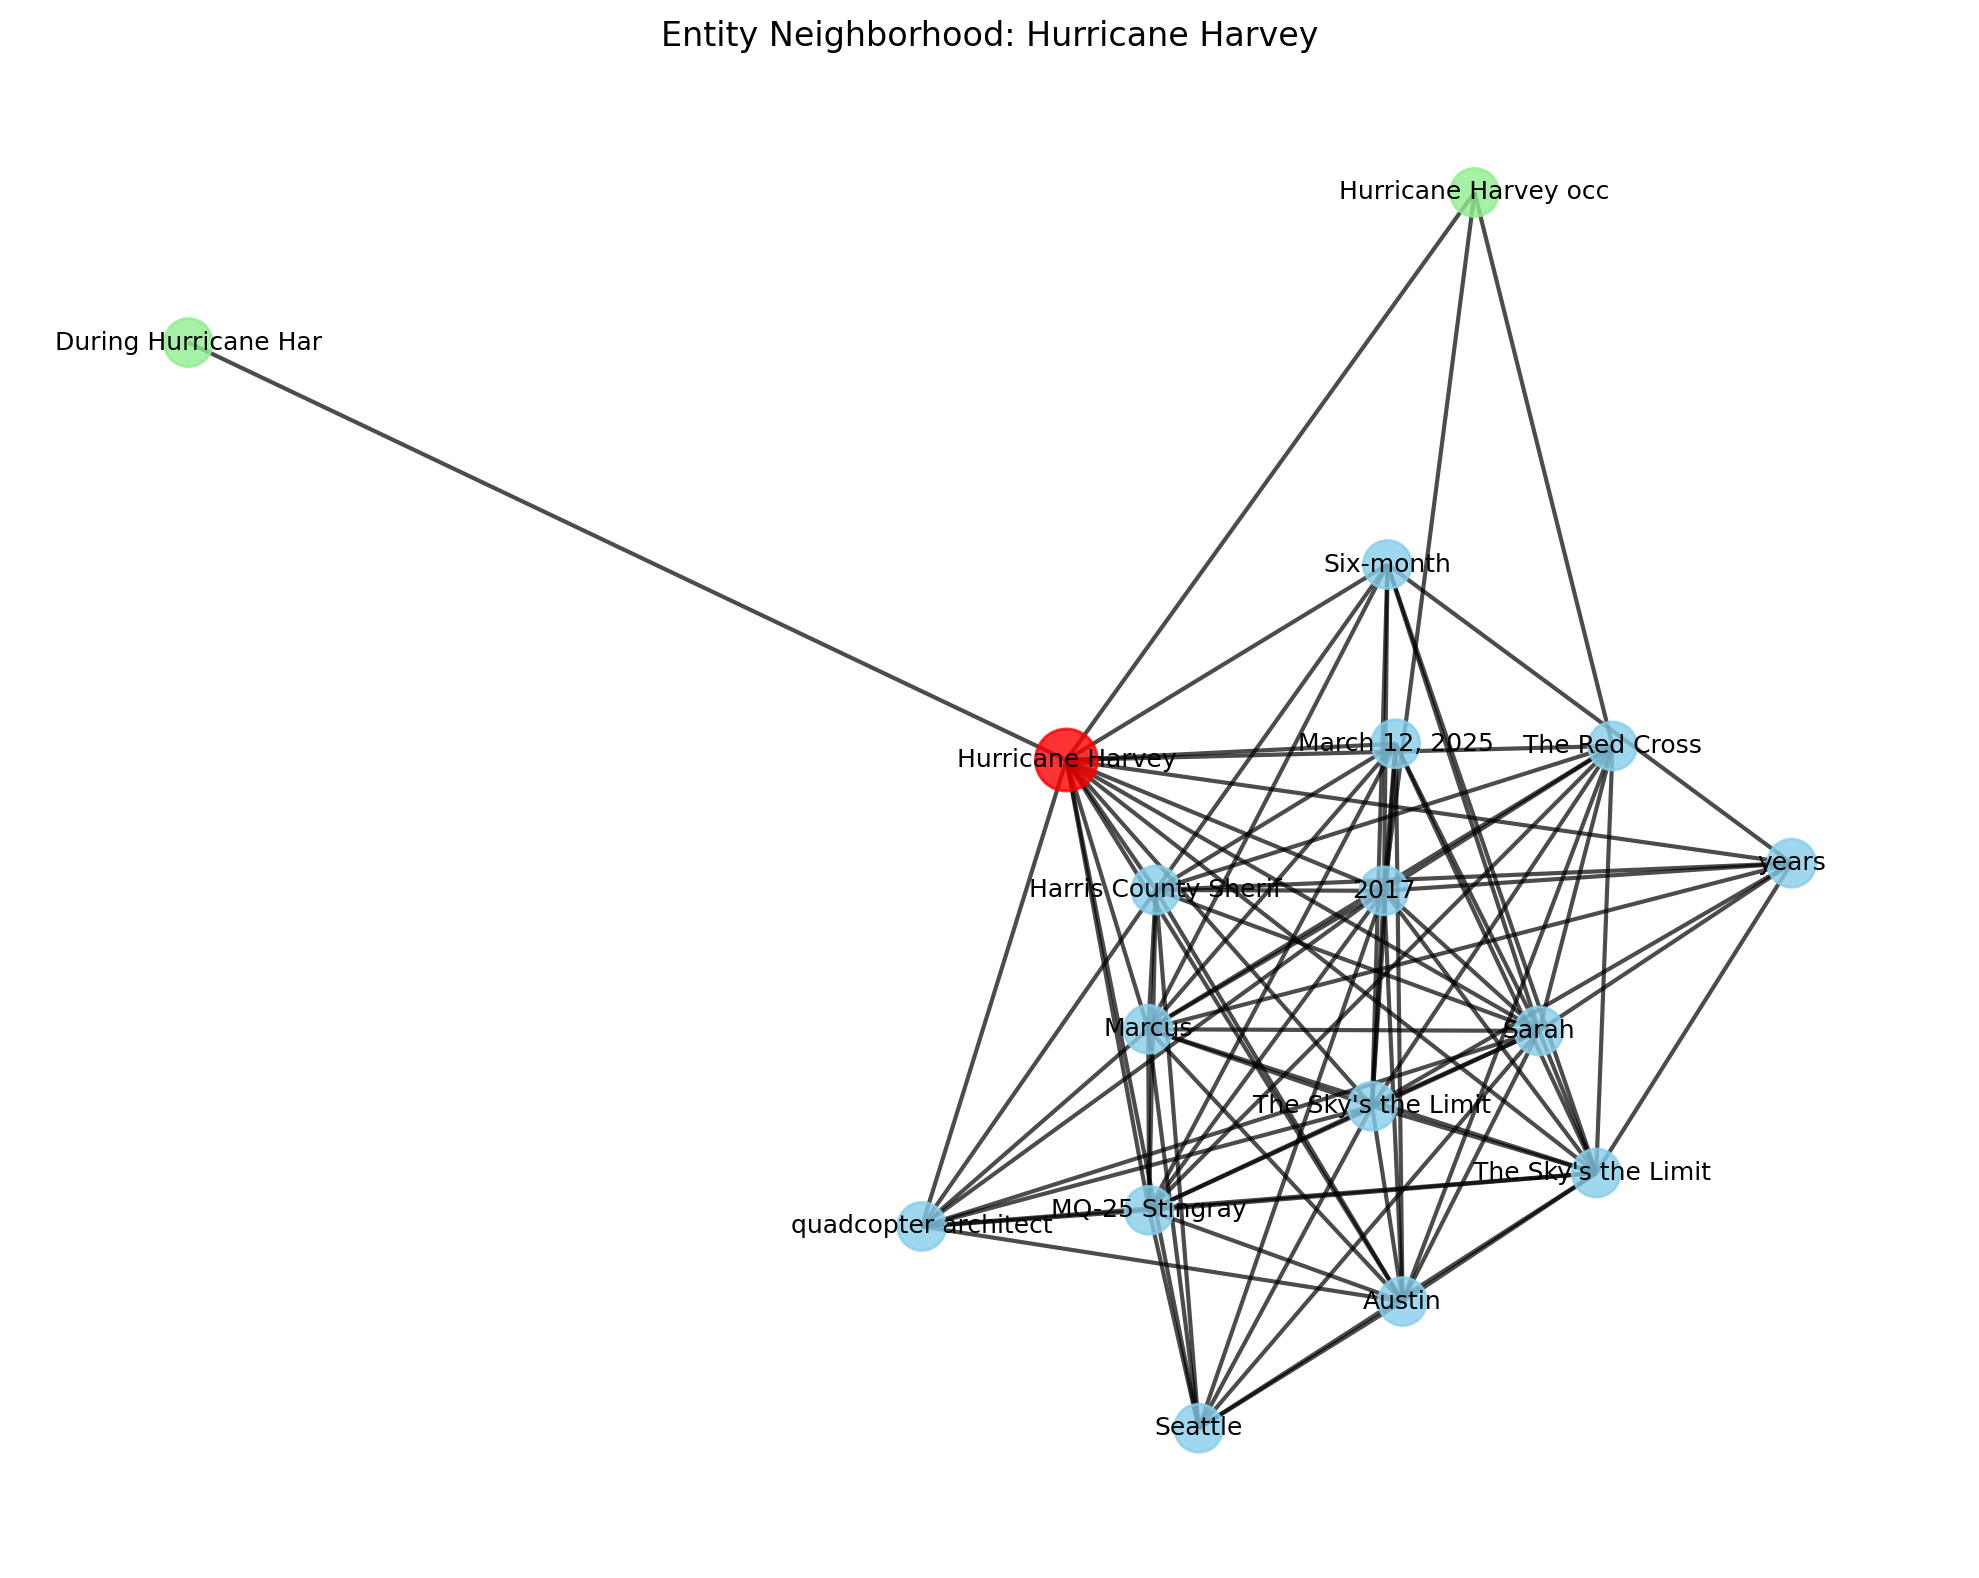 Entity Neighborhood: Hurricane Harvey
Hurricane Harvey occ
During Hurricane Har
Six-month
March 12, 2025
The Red Cross
Hurricane Harvey
years
Harris County Sherif
2017
Marcus
Sarah
The Sky's the Limit
The Sky's the Limit
MQ-25 Stingray
quadcopter architect
Austin
Seattle